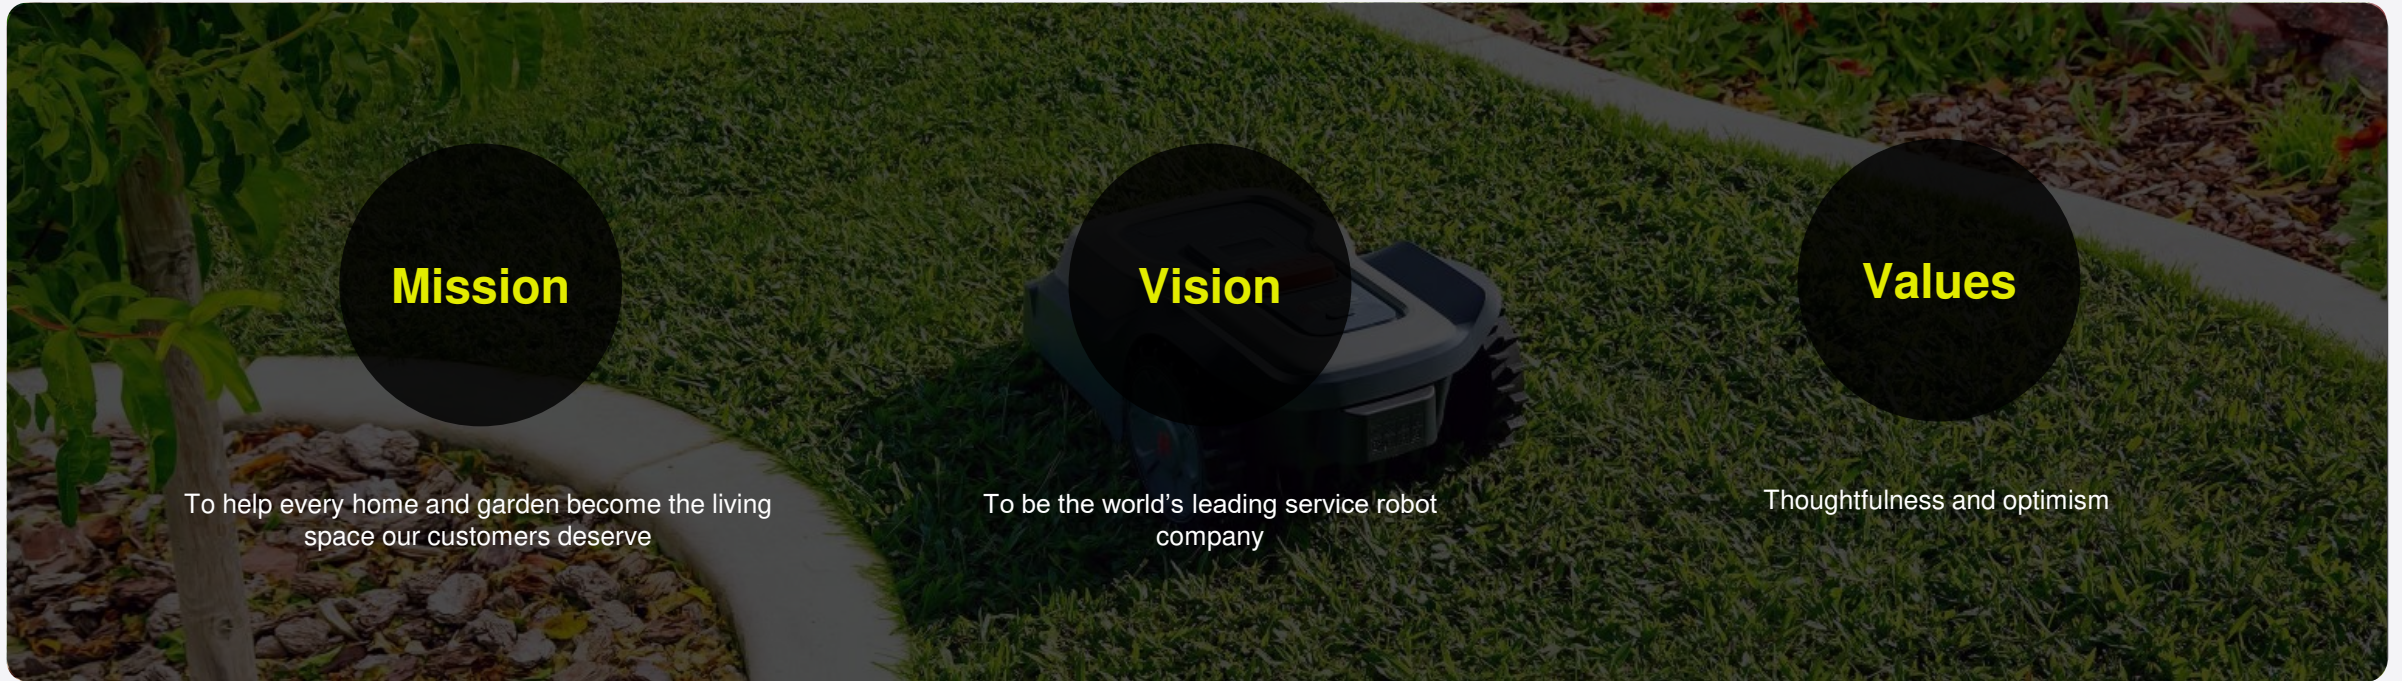 Mission
To help every home and garden become the living
space our customers deserve
Vision
To be the world’s leading service robot
company
Values
Thoughtfulness and optimism